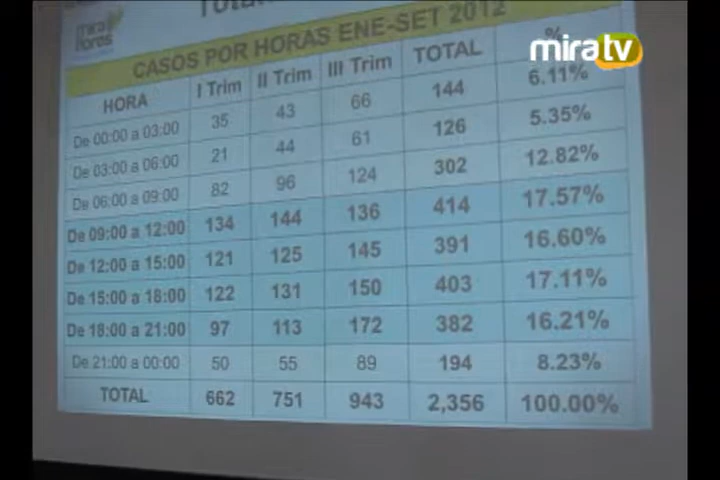 mira flores
mira tv
CASOS POR HORAS ENE-SET 2012
HORA I Trim II Trim III Trim TOTAL %
De 00:00 a 03:00 35 43 66 144 6.11%
De 03:00 a 06:00 21 44 61 126 5.35%
De 06:00 a 09:00 82 96 124 302 12.82%
De 09:00 a 12:00 134 144 136 414 17.57%
De 12:00 a 15:00 121 125 145 391 16.60%
De 15:00 a 18:00 122 131 150 403 17.11%
De 18:00 a 21:00 97 113 172 382 16.21%
De 21:00 a 00:00 50 55 89 194 8.23%
TOTAL 662 751 943 2,356 100.00%